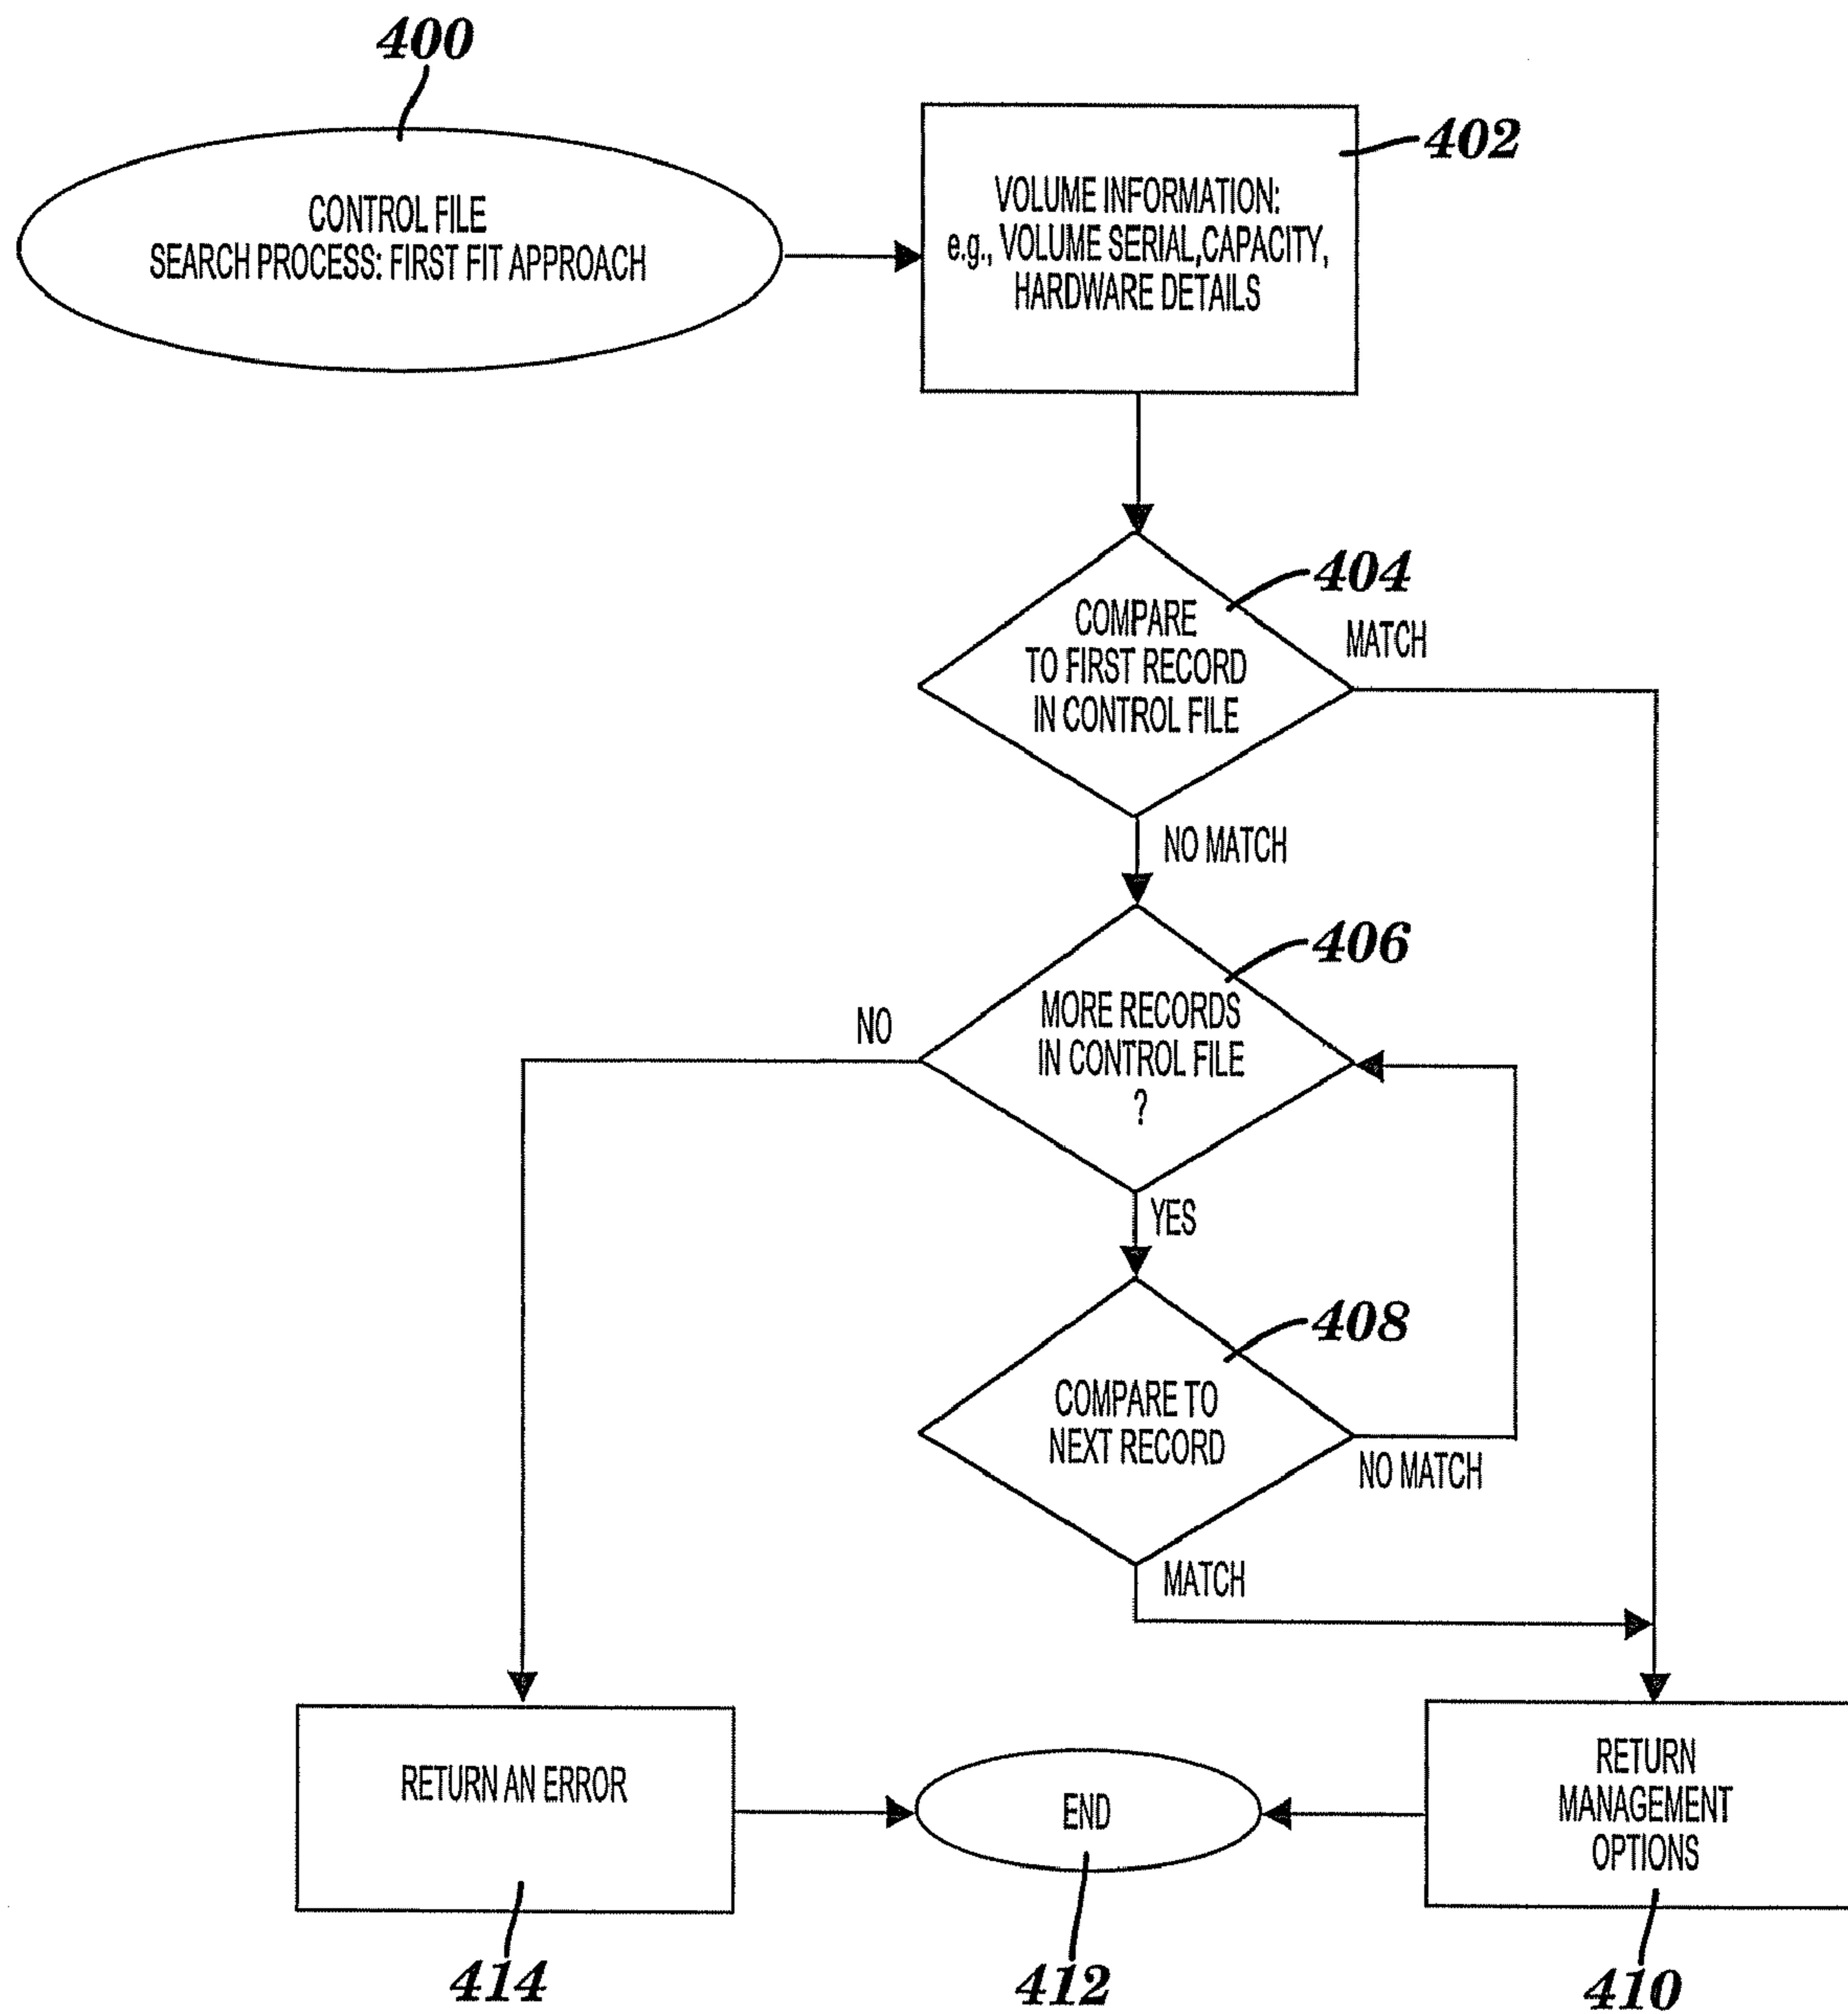 400
CONTROL FILE
SEARCH PROCESS: FIRST FIT APPROACH
402
VOLUME INFORMATION:
e.g., VOLUME SERIAL,CAPACITY,
HARDWARE DETAILS
404
COMPARE
TO FIRST RECORD
IN CONTROL FILE
MATCH
NO MATCH
406
MORE RECORDS
IN CONTROL FILE
?
NO
YES
408
COMPARE TO
NEXT RECORD
NO MATCH
MATCH
RETURN AN ERROR
END
RETURN
MANAGEMENT
OPTIONS
414
412
410